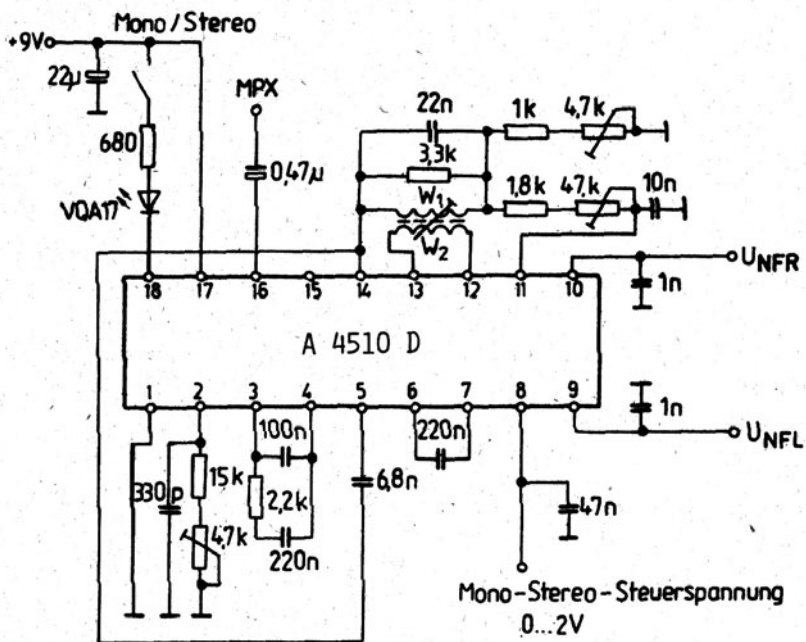 Mono/Stereo
+9V
22µ
MPX
22n
1k
4,7k
680
0,47µ
3,3k
VQA17
W1
1,8k
47k
10n
W2
UNFR
18
17
16
15
14
13
12
11
10
1n
A 4510 D
1
2
3
4
5
6
7
8
9
1n
UNFL
100n
220n
330p
15k
2,2k
6,8n
47n
4,7k
220n
Mono-Stereo-Steuerspannung
0...2V